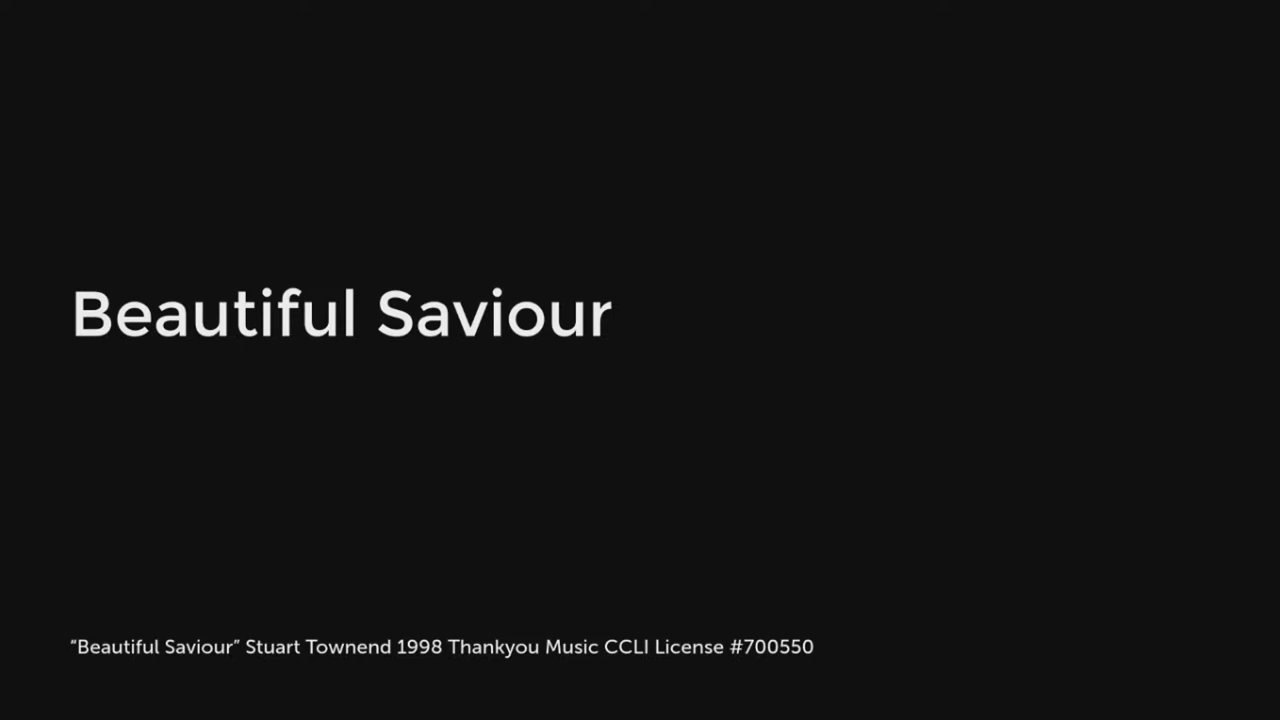 Beautiful Saviour
“Beautiful Saviour” Stuart Townend 1998 Thankyou Music CCLI License #700550